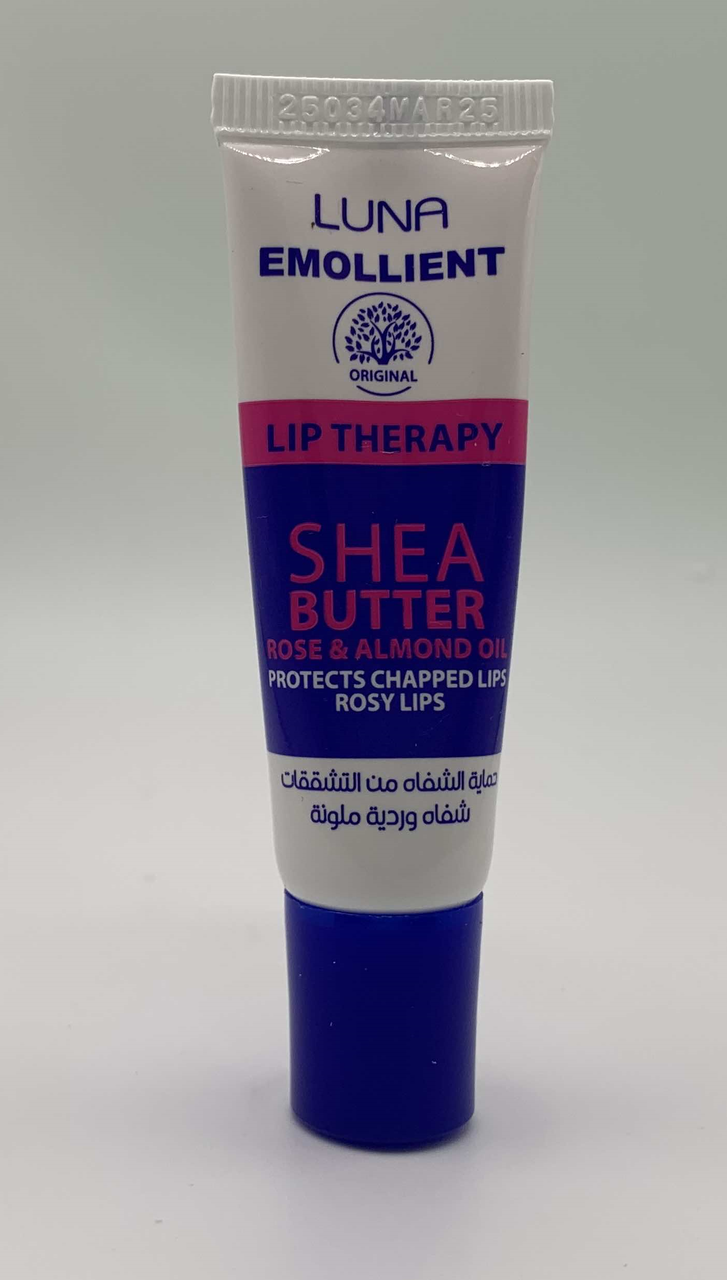 25034MAR25
LUNA
EMOLLIENT
ORIGINAL
LIP THERAPY
SHEA
BUTTER
ROSE & ALMOND OIL
PROTECTS CHAPPED LIPS
ROSY LIPS
حماية الشفاه من التشققات
شفاه وردية ملونة